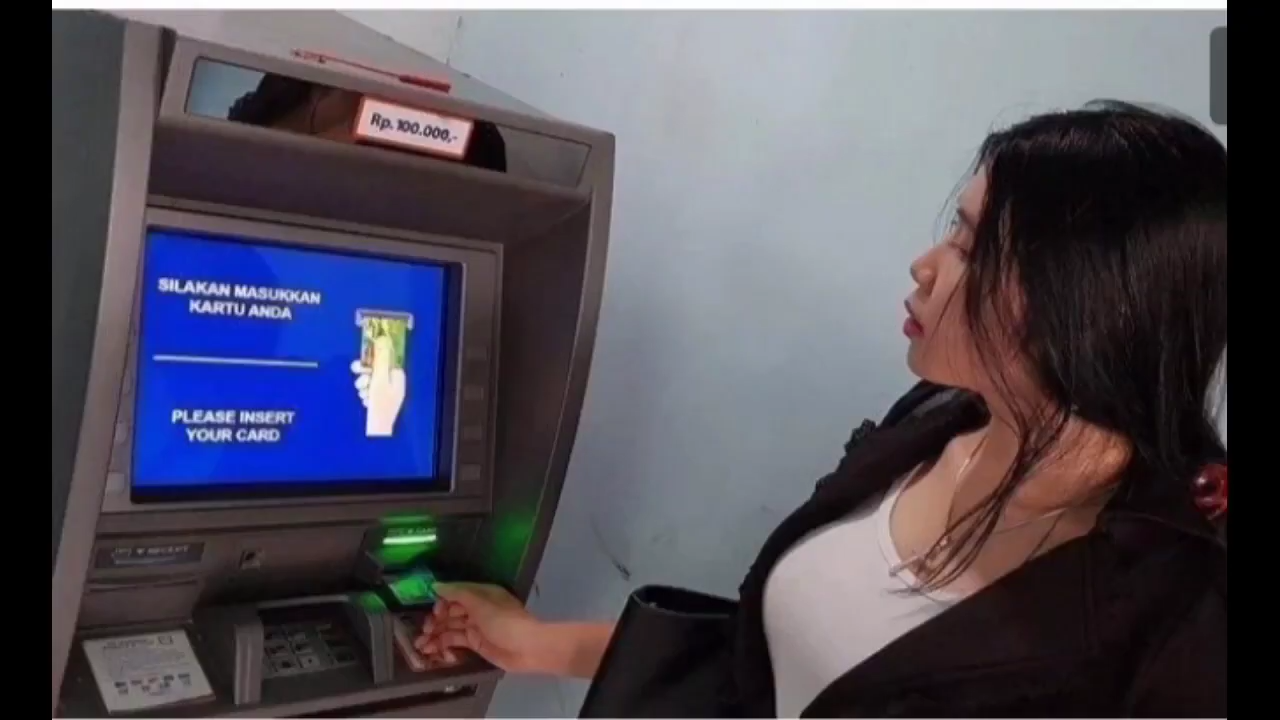 Rp.100.000,-
SILAKAN MASUKKAN
KARTU ANDA
PLEASE INSERT
YOUR CARD